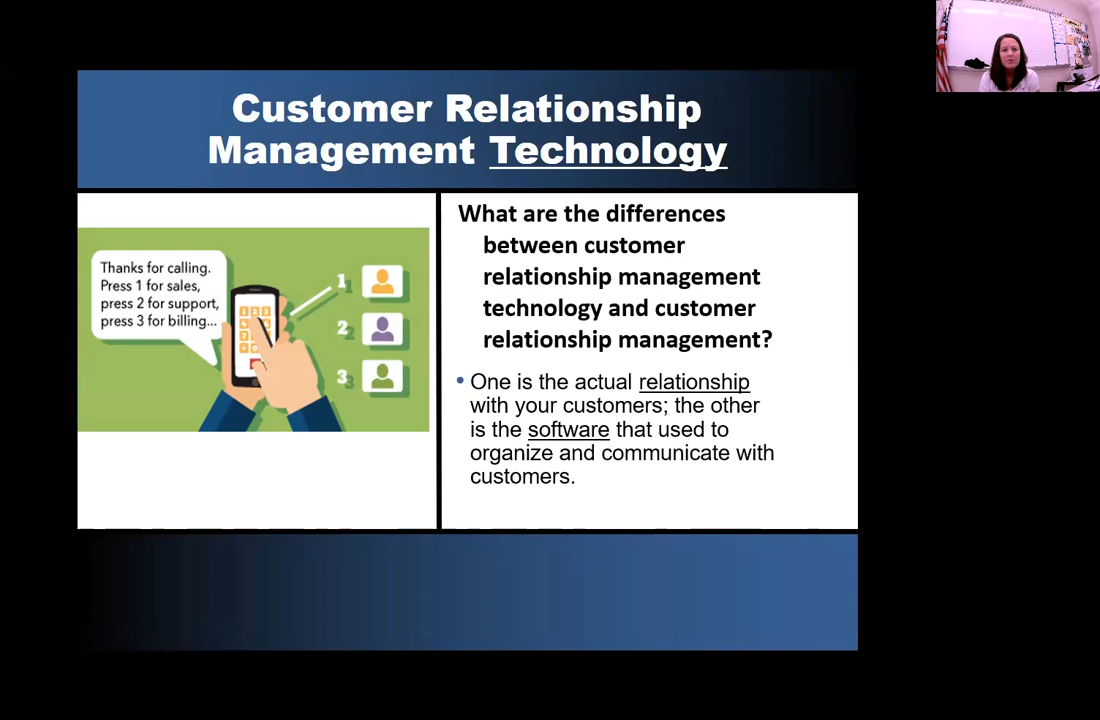 Customer Relationship
Management Technology
Thanks for calling.
Press 1 for sales,
press 2 for support,
press 3 for billing...
1
2
3
What are the differences
between customer
relationship management
technology and customer
relationship management?
• One is the actual relationship
with your customers; the other
is the software that used to
organize and communicate with
customers.